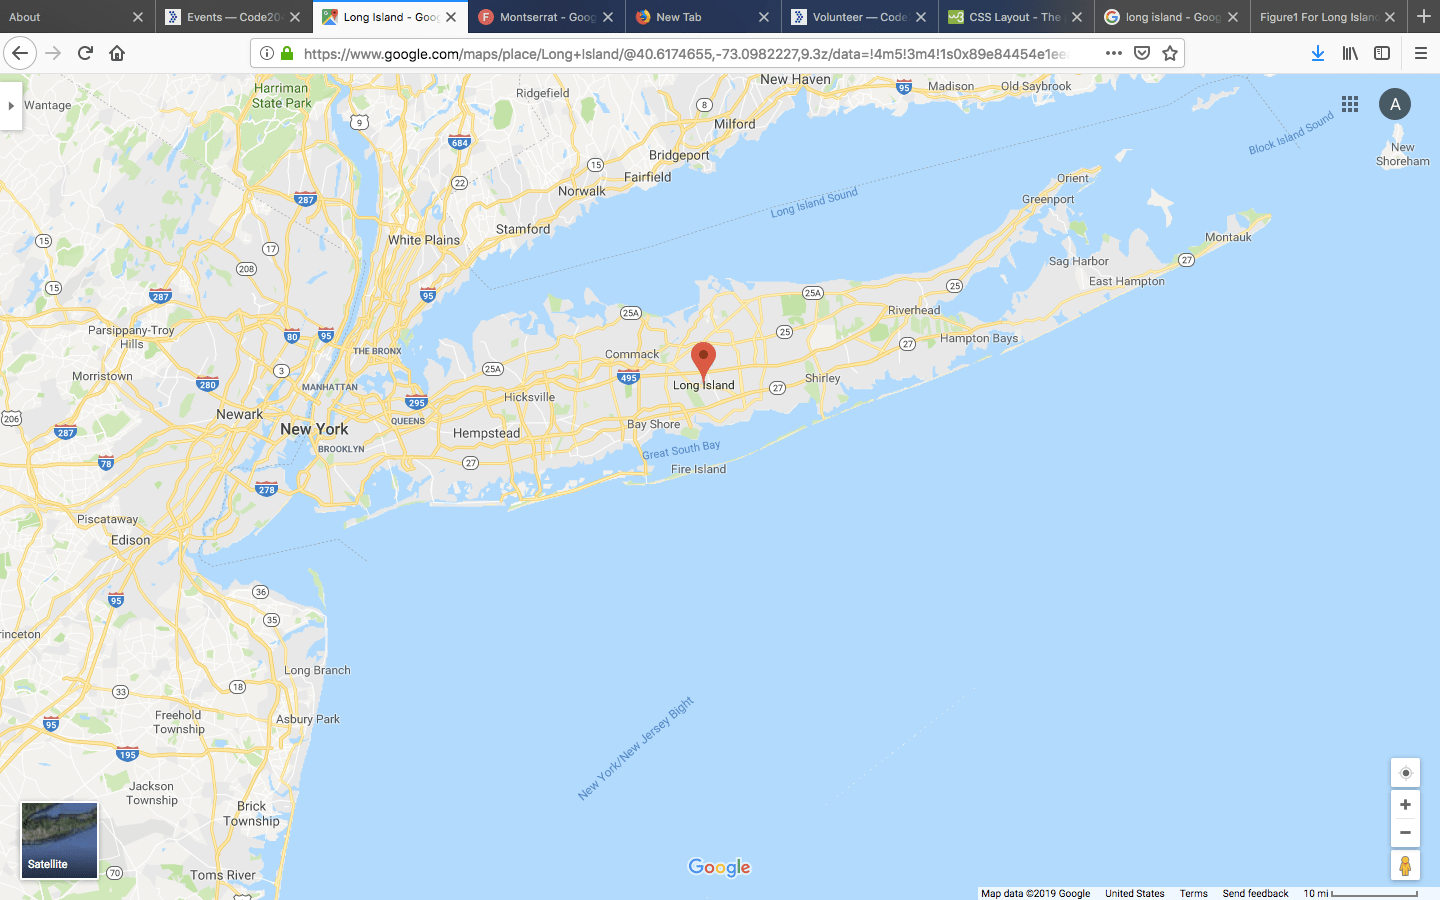 About
Events — Code20
Long Island - Goog
Montserrat - Goog
New Tab
Volunteer — Code
CSS Layout - The
long island - Goog
Figure1 For Long Islan
https://www.google.com/maps/place/Long+Island/@40.6174655,-73.0982227,9.3z/data=!4m5!3m4!1s0x89e84454e1ee
Wantage
Harriman
State Park
Ridgefield
New Haven
Madison
Old Saybrook
A
9
684
8
95
Milford
Block Island Sound
New
Shoreham
Bridgeport
15
Fairfield
Norwalk
22
287
Orient
Greenport
Long Island Sound
Stamford
White Plains
15
17
208
Montauk
27
Sag Harbor
East Hampton
15
287
95
25A
25A
25
Riverhead
Parsippany-Troy
Hills
80
95
25
27
Hampton Bays
THE BRONX
Commack
Morristown
3
25A
495
Long Island
27
Shirley
280
MANHATTAN
Hicksville
295
206
Newark
QUEENS
287
New York
Hempstead
Bay Shore
BROOKLYN
Great South Bay
78
27
Fire Island
278
Piscataway
Edison
95
36
35
rinceton
Long Branch
33
18
Freehold
Township
95
Asbury Park
195
New York/New Jersey Bight
Jackson
Township
Brick
Township
Satellite
70
Toms River
Google
Map data ©2019 Google
United States
Terms
Send feedback
10 mi